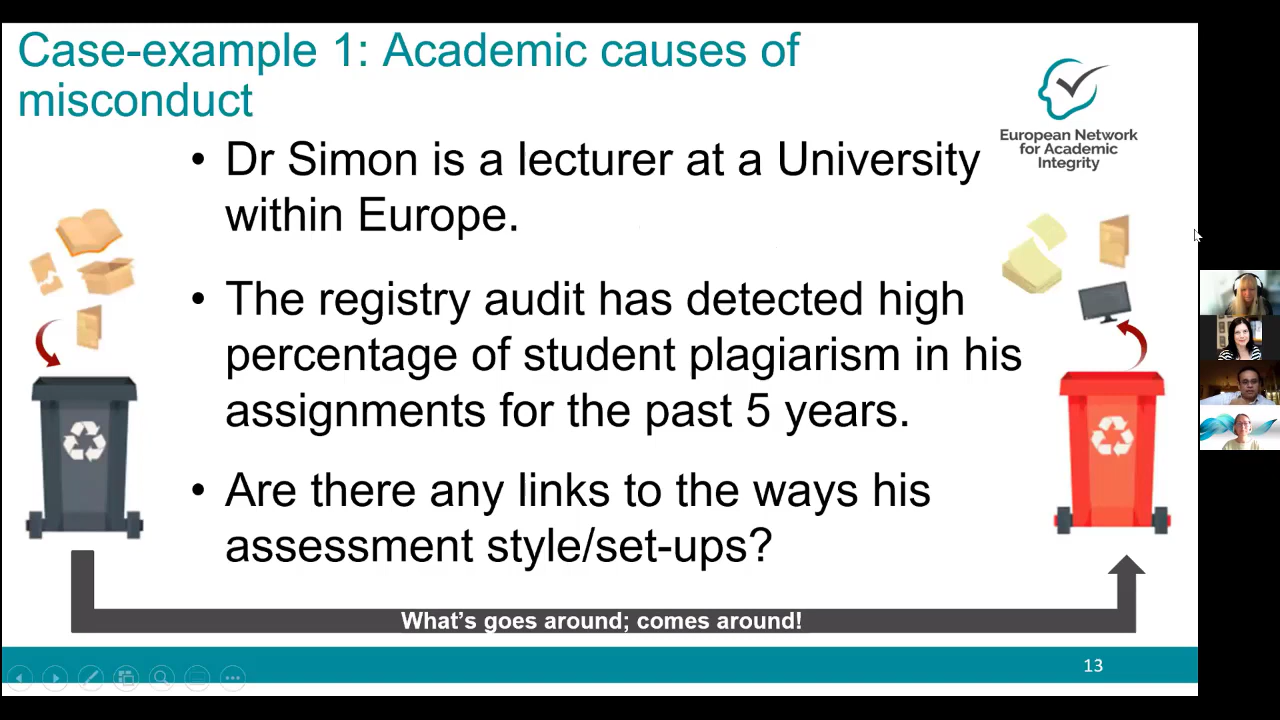 Case-example 1: Academic causes of
misconduct
European Network
for Academic
Integrity
• Dr Simon is a lecturer at a University
within Europe.
• The registry audit has detected high
percentage of student plagiarism in his
assignments for the past 5 years.
• Are there any links to the ways his
assessment style/set-ups?
What's goes around; comes around!
13